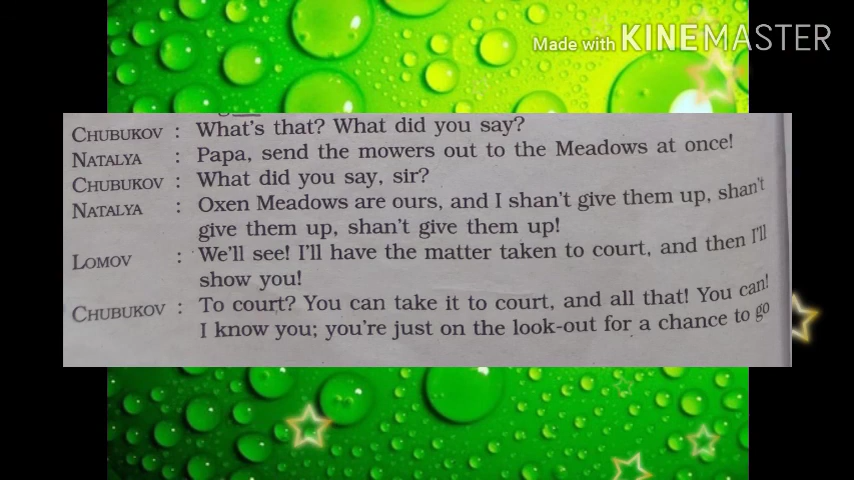 Made with KINEMASTER
CHUBUKOV : What's that? What did you say?
NATALYA : Papa, send the mowers out to the Meadows at once!
CHUBUKOV : What did you say, sir?
NATALYA : Oxen Meadows are ours, and I shan't give them up, shan't
give them up, shan't give them up!
LOMOV : We'll see! I'll have the matter taken to court, and then I'll
show you!
CHUBUKOV : To court? You can take it to court, and all that! You can!
I know you; you're just on the look-out for a chance to go